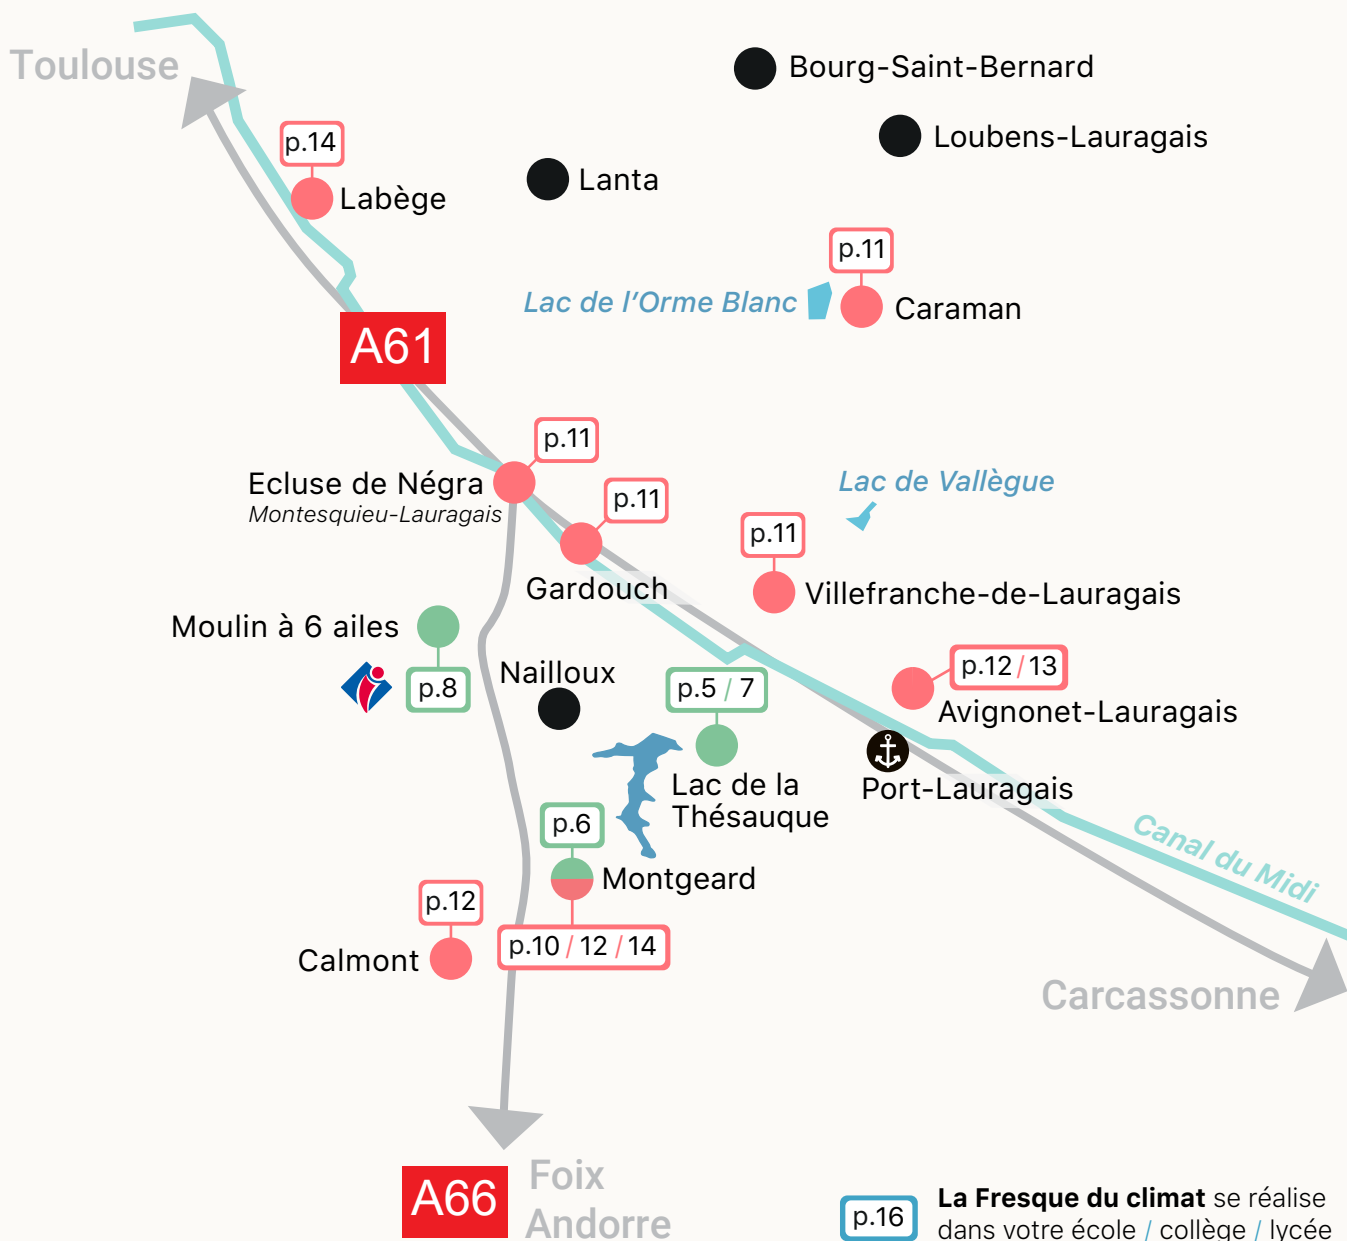 Toulouse
Bourg-Saint-Bernard
Loubens-Lauragais
p.14
Labège
Lanta
p.11
Lac de l'Orme Blanc
Caraman
A61
p.11
Ecluse de Négra
Montesquieu-Lauragais
p.11
Lac de Vallègue
p.11
Gardouch
Villefranche-de-Lauragais
Moulin à 6 ailes
p.8
Nailloux
p.5 / 7
p.12 / 13
Avignonet-Lauragais
Lac de la
Thésauque
Port-Lauragais
p.6
Montgeard
Canal du Midi
p.12
Calmont
p.10 / 12 / 14
Carcassonne
A66
Foix
Andorre
p.16
La Fresque du climat se réalise
dans votre école / collège / lycée